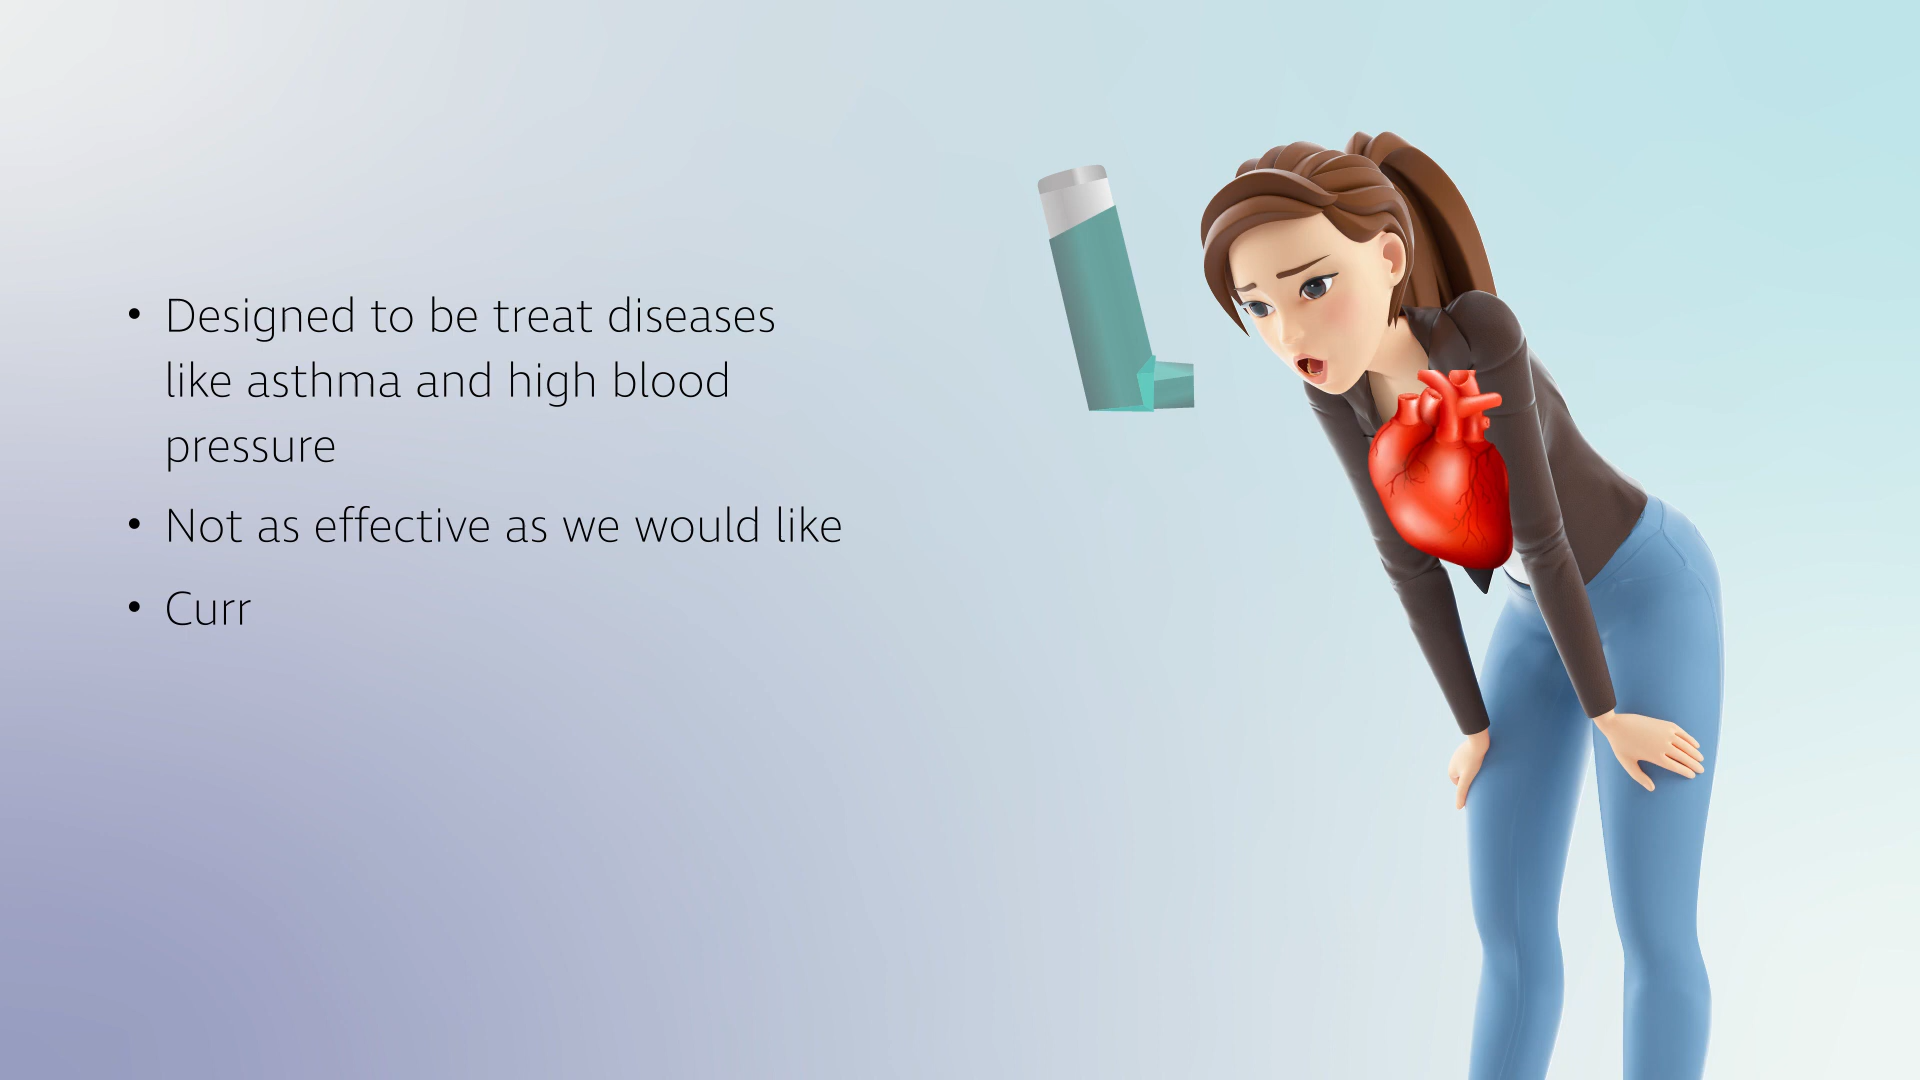 • Designed to be treat diseases
like asthma and high blood
pressure
• Not as effective as we would like
• Curr